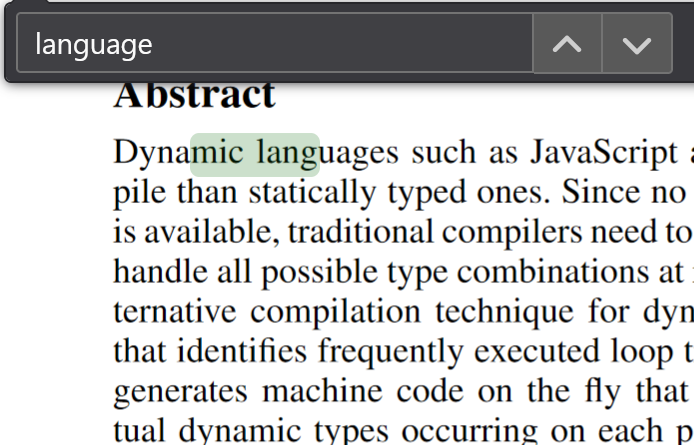 language
Abstract
Dynamic languages such as JavaScript
pile than statically typed ones. Since no
is available, traditional compilers need to
handle all possible type combinations at
ternative compilation technique for dyn
that identifies frequently executed loop t
generates machine code on the fly that
tual dynamic types occurring on each p